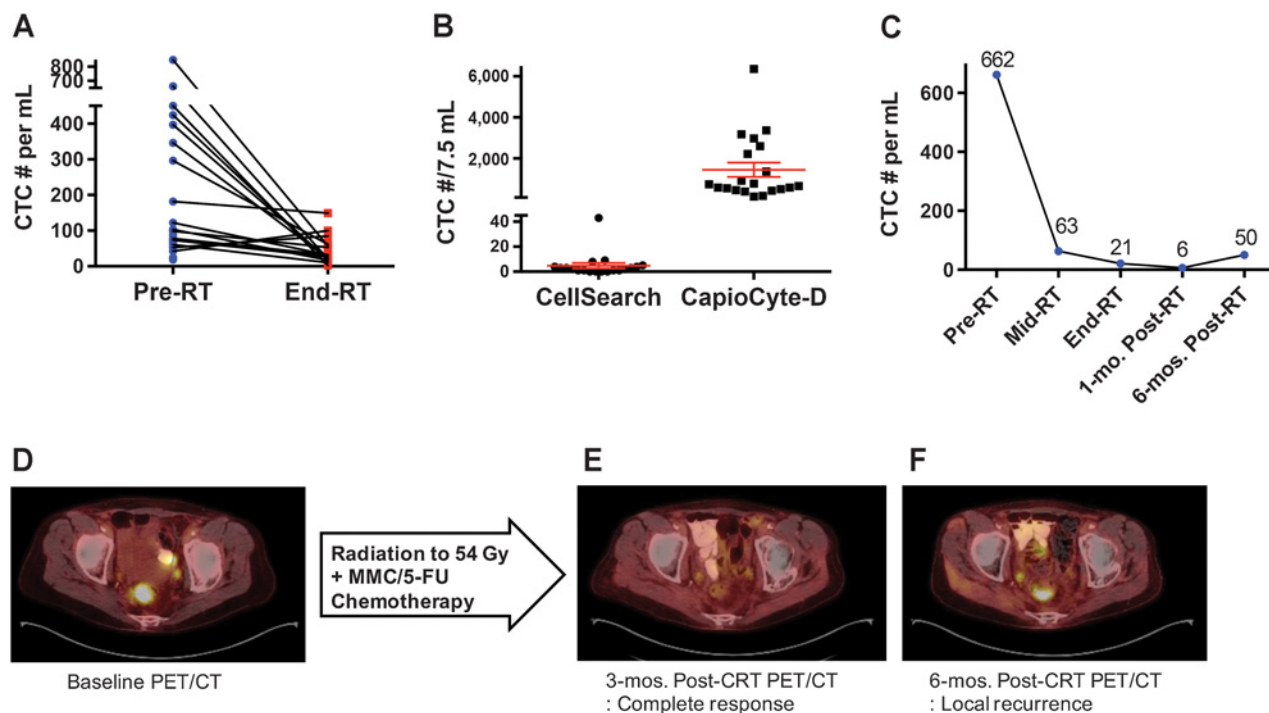 A
CTC # per mL
800
700
400
300
200
100
0
Pre-RT
End-RT
B
CTC #/7.5 mL
6,000
4,000
2,000
40
20
0
CellSearch
CapioCyte-D
C
CTC # per mL
600
400
200
0
662
63
21
6
50
Pre-RT
Mid-RT
End-RT
1-mo. Post-RT
6-mos. Post-RT
D
Baseline PET/CT
Radiation to 54 Gy
+ MMC/5-FU
Chemotherapy
E
3-mos. Post-CRT PET/CT
: Complete response
F
6-mos. Post-CRT PET/CT
: Local recurrence